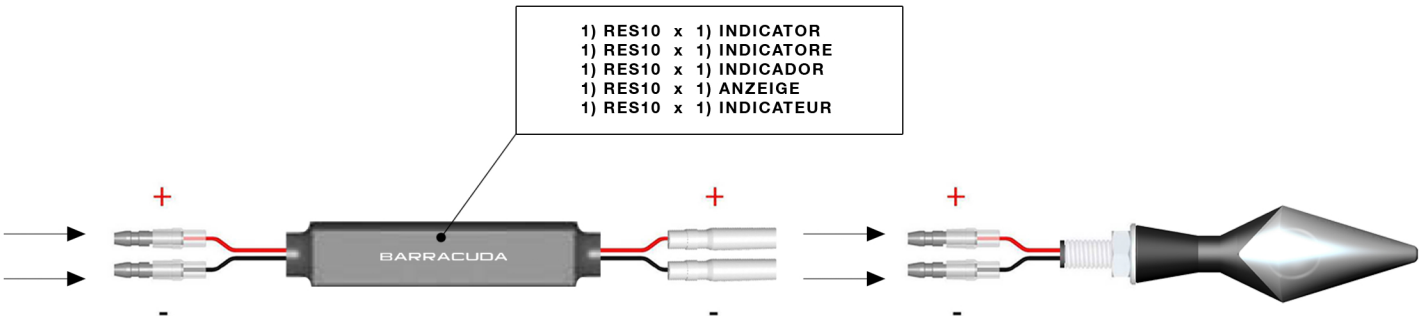 1) RES10 x 1) INDICATOR
1) RES10 x 1) INDICATORE
1) RES10 x 1) INDICADOR
1) RES10 x 1) ANZEIGE
1) RES10 x 1) INDICATEUR
+ + +
BARRACUDA
- - -